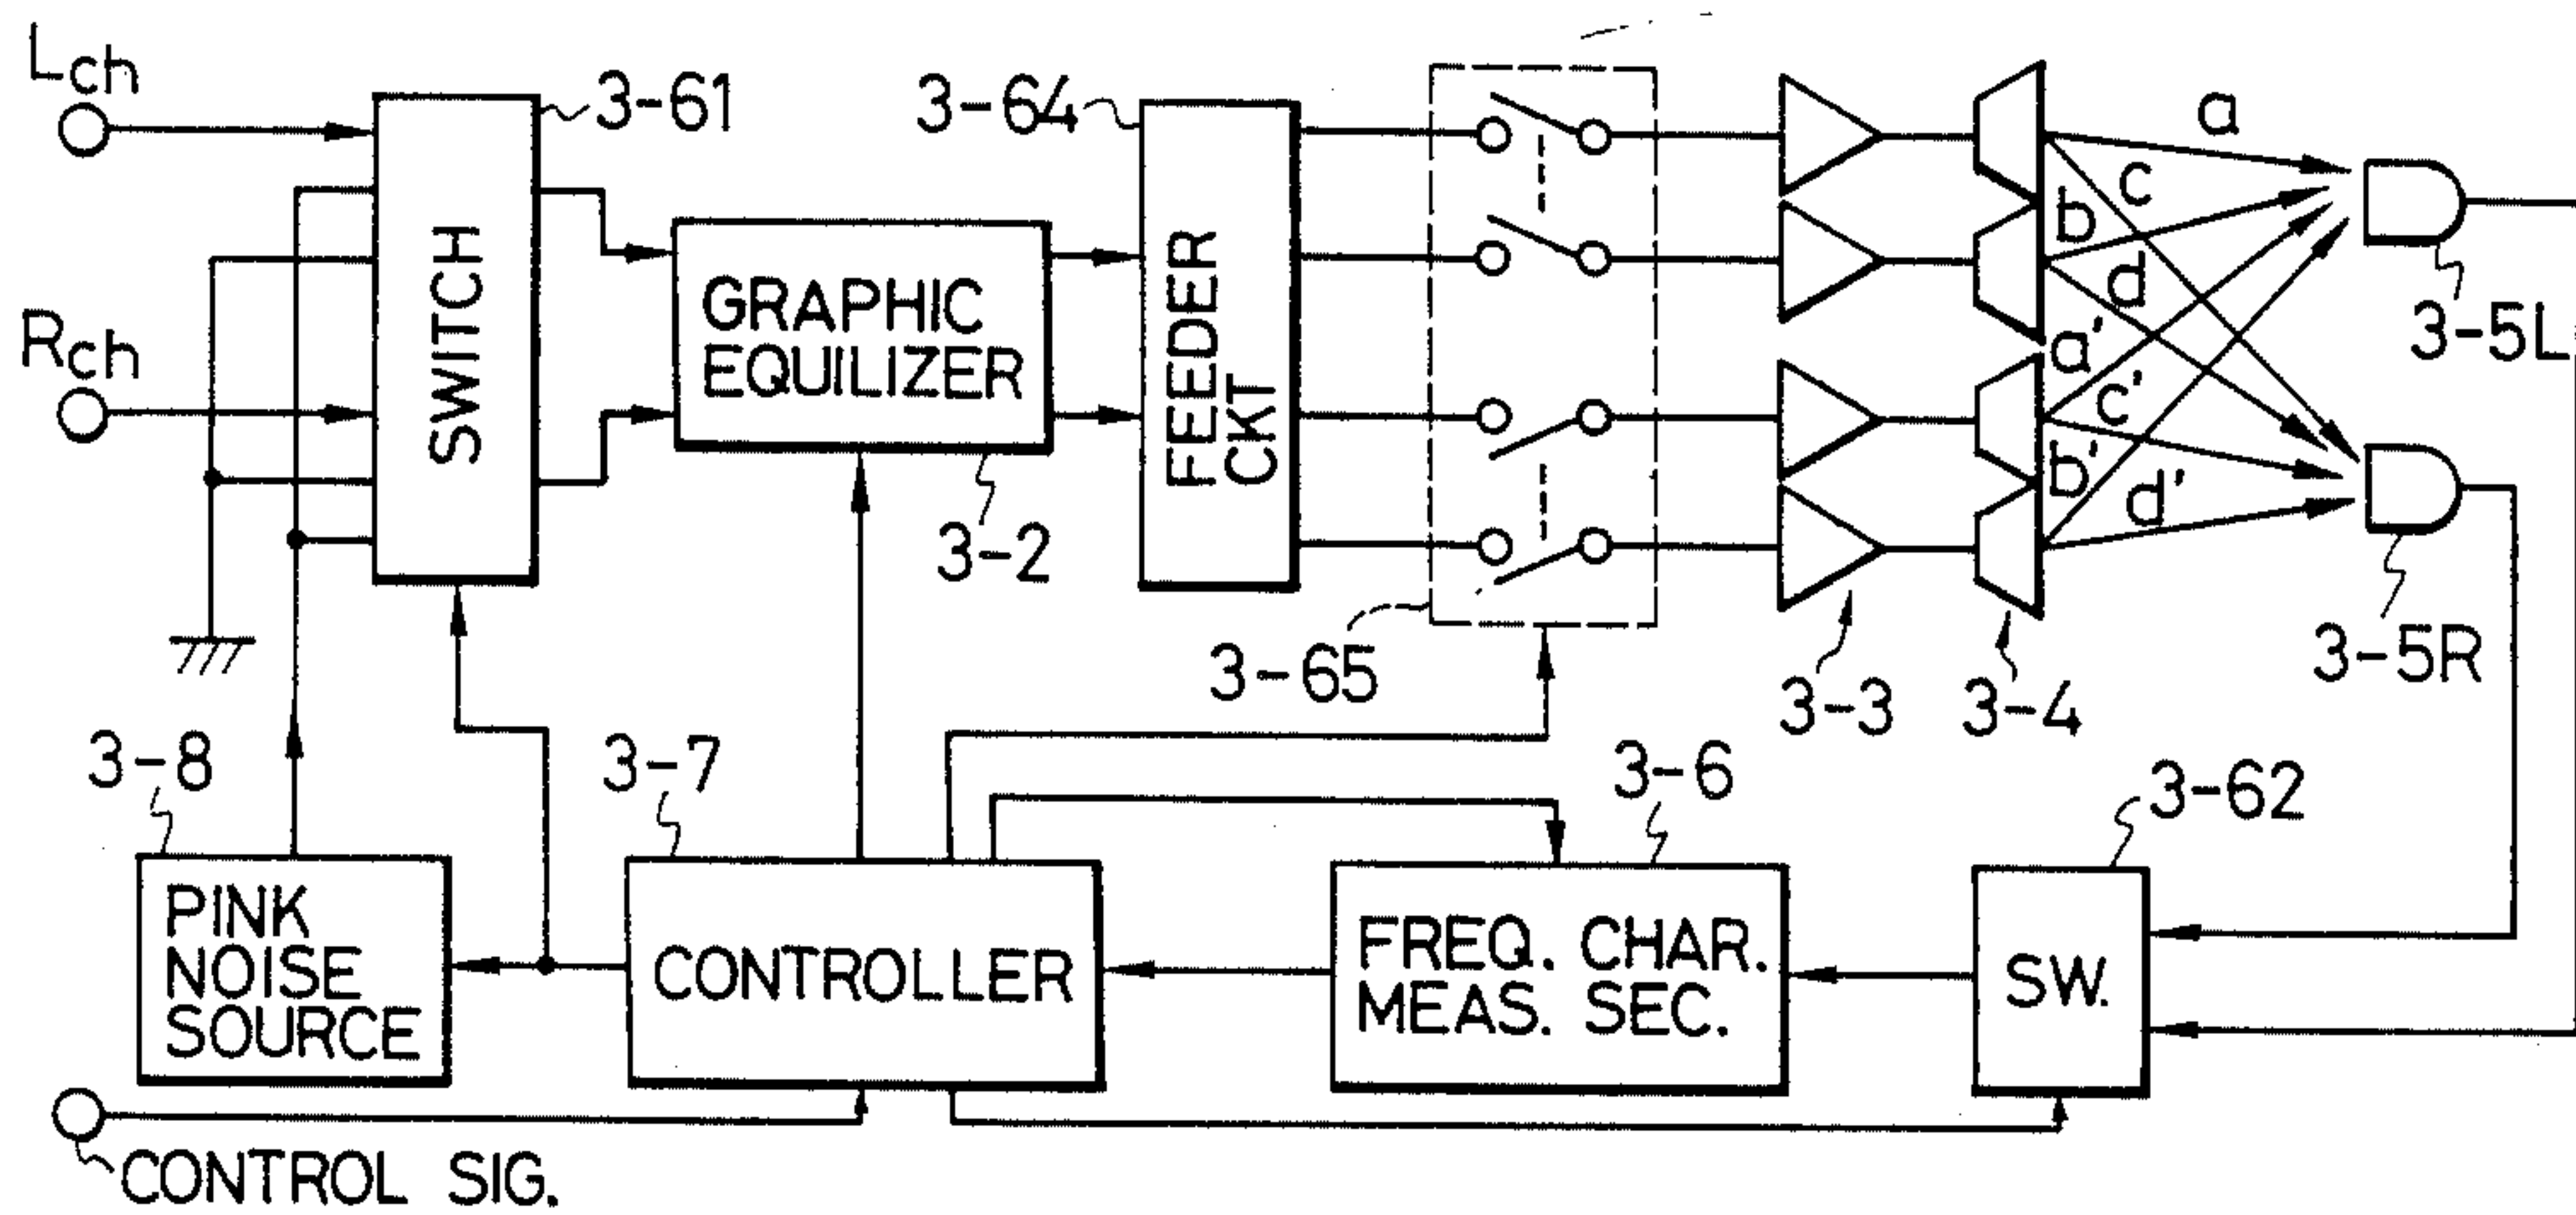 Lch
3-61
3-64
a
c
b
d
3-5L
SWITCH
GRAPHIC
EQUILIZER
FEEDER
CKT
Rch
a'
c'
b'
d'
3-2
3-65
3-3
3-4
3-5R
3-8
3-7
3-6
3-62
PINK
NOISE
SOURCE
CONTROLLER
FREQ. CHAR.
MEAS. SEC.
SW.
CONTROL SIG.